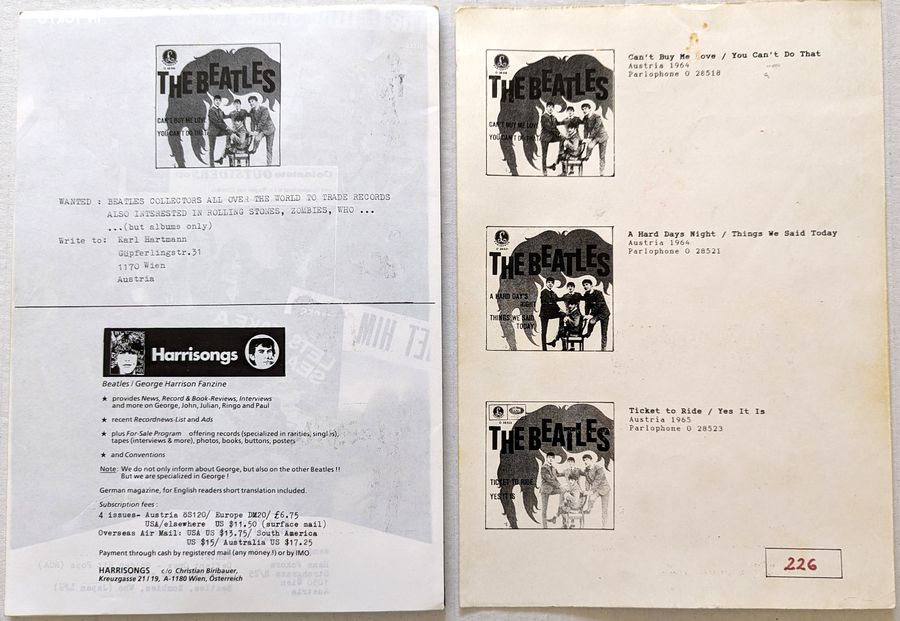 THE BEATLES
CAN'T BUY ME LOVE
YOU CAN'T DO THAT
WANTED : BEATLES COLLECTORS ALL OVER THE WORLD TO TRADE RECORDS
ALSO INTERESTED IN ROLLING STONES, ZOMBIES, WHO ...
...(but albums only)
Write to: Karl Hartmann
Güpferlingstr.31
1170 Wien
Austria
Harrisongs
Beatles / George Harrison Fanzine
★ provides News, Record & Book-Reviews, Interviews
and more on George, John, Julian, Ringo and Paul
★ recent Recordnews-List and Ads
★ plus For-Sale Program offering records (specialized in rarities, singles),
tapes (interviews & more), photos, books, buttons, posters
★ and Conventions
Note: We do not only inform about George, but also on the other Beatles !!
But we are specialized in George !
German magazine, for English readers short translation included.
Subscription fees :
4 issues- Austria öS120/ Europe DM20/ £6.75
USA/elsewhere US $11.50 (surface mail)
Overseas Air Mail: USA US $13.75/ South America
US $15/ Australia US $17.25
Payment through cash by registered mail (any money!) or by IMO
HARRISONGS c/o Christian Birlbauer,
Kreuzgasse 21 / 19, A-1180 Wien, Österreich
THE BEATLES
CAN'T BUY ME LOVE
YOU CAN'T DO THAT
Can't Buy Me Love / You Can't Do That
Austria 1964
Parlophone O 28518
THE BEATLES
A HARD DAY'S
NIGHT
THINGS WE SAID
TODAY
A Hard Days Night / Things We Said Today
Austria 1964
Parlophone O 28521
THE BEATLES
TICKET TO RIDE
YES IT IS
Ticket to Ride / Yes It Is
Austria 1965
Parlophone O 28523
226